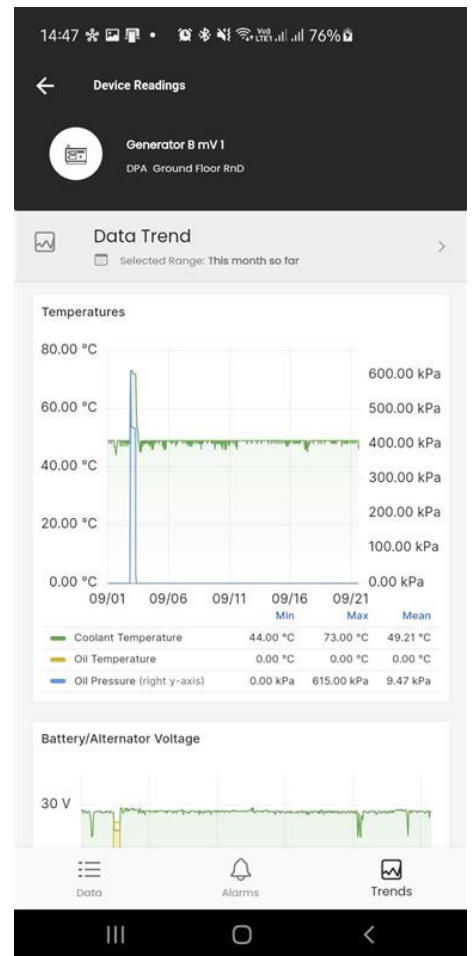 14:47 76%
Device Readings
Generator B mV 1
DPA Ground Floor RnD
Data Trend
Selected Range: This month so far
Temperatures
80.00 °C
600.00 kPa
60.00 °C
500.00 kPa
400.00 kPa
40.00 °C
300.00 kPa
200.00 kPa
20.00 °C
100.00 kPa
0.00 °C
0.00 kPa
09/01 09/06 09/11 09/16 09/21
Min Max Mean
Coolant Temperature 44.00 °C 73.00 °C 49.21 °C
Oil Temperature 0.00 °C 0.00 °C 0.00 °C
Oil Pressure (right y-axis) 0.00 kPa 615.00 kPa 9.47 kPa
Battery/Alternator Voltage
30 V
Data Alarms Trends